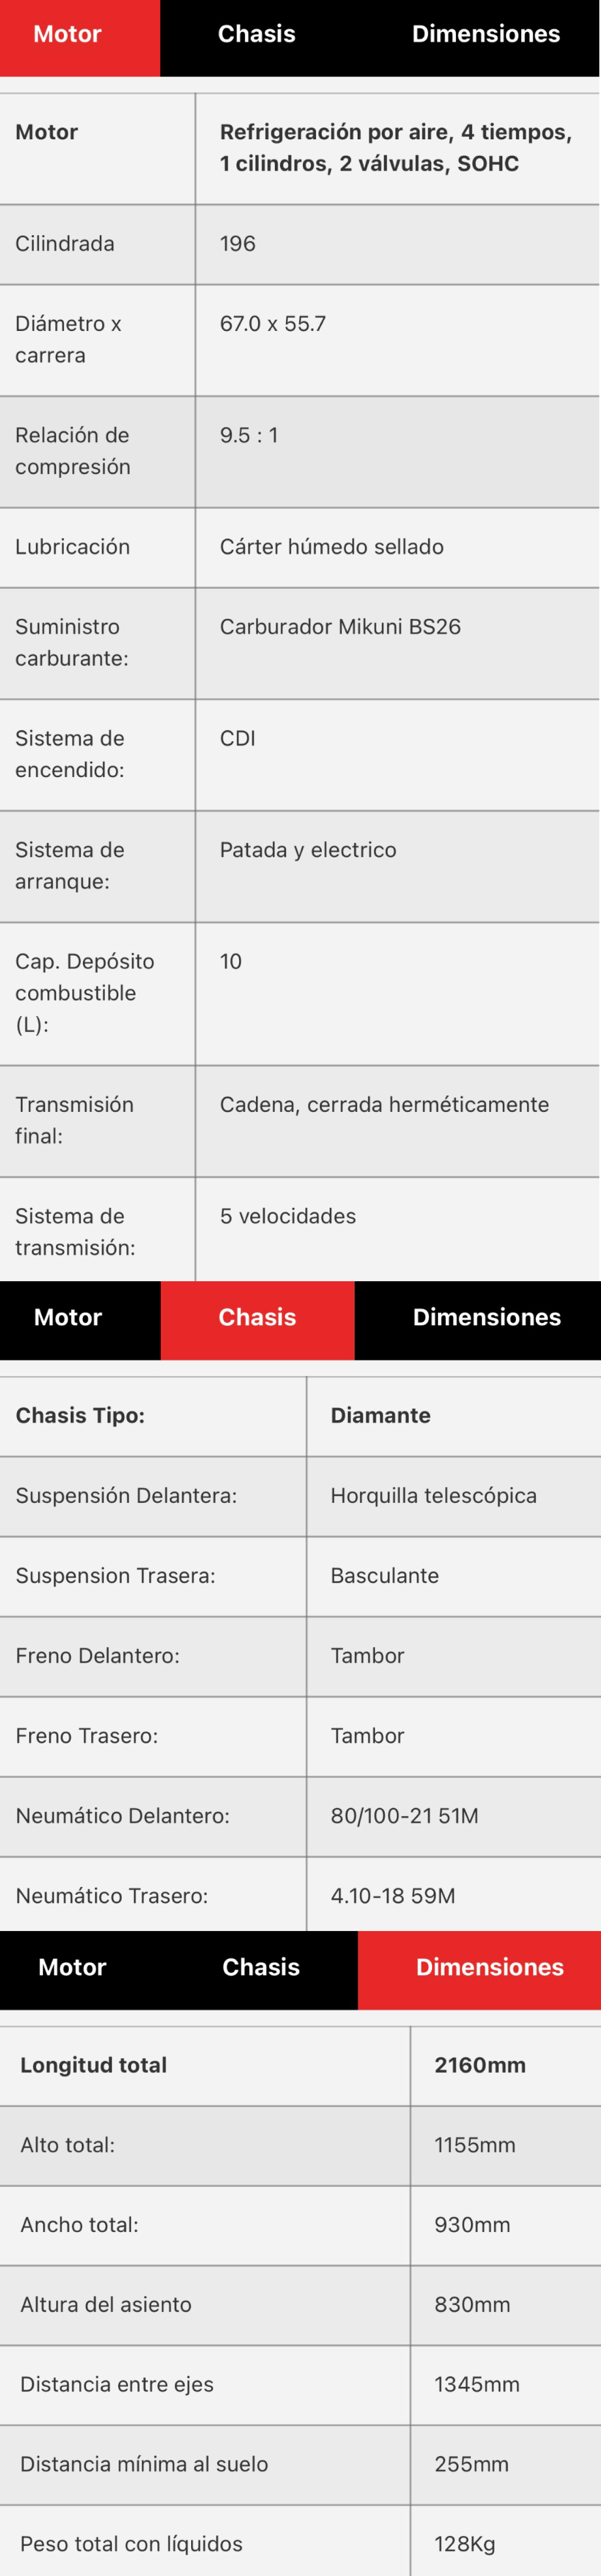 Motor Chasis Dimensiones
Motor Refrigeración por aire, 4 tiempos,
1 cilindros, 2 válvulas, SOHC
Cilindrada 196
Diámetro x 67.0 x 55.7
carrera
Relación de 9.5 : 1
compresión
Lubricación Cárter húmedo sellado
Suministro Carburador Mikuni BS26
carburante:
Sistema de CDI
encendido:
Sistema de Patada y electrico
arranque:
Cap. Depósito 10
combustible
(L):
Transmisión Cadena, cerrada herméticamente
final:
Sistema de 5 velocidades
transmisión:
Motor Chasis Dimensiones
Chasis Tipo: Diamante
Suspensión Delantera: Horquilla telescópica
Suspension Trasera: Basculante
Freno Delantero: Tambor
Freno Trasero: Tambor
Neumático Delantero: 80/100-21 51M
Neumático Trasero: 4.10-18 59M
Motor Chasis Dimensiones
Longitud total 2160mm
Alto total: 1155mm
Ancho total: 930mm
Altura del asiento 830mm
Distancia entre ejes 1345mm
Distancia mínima al suelo 255mm
Peso total con líquidos 128Kg